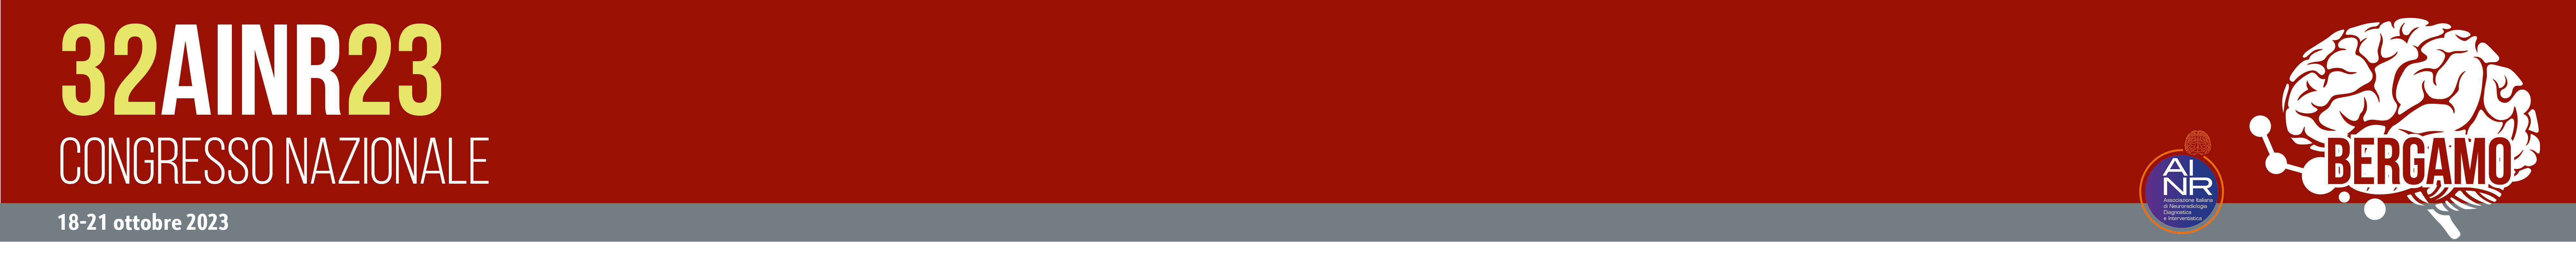 32AINR23
CONGRESSO NAZIONALE
18-21 ottobre 2023
AI
NR
Associazione Italiana
di Neuroradiologia
Diagnostica
e Interventistica
BERGAMO